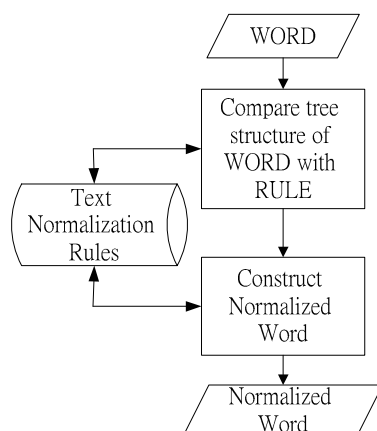 WORD
Compare tree
structure of
WORD with
RULE
Text
Normalization
Rules
Construct
Normalized
Word
Normalized
Word